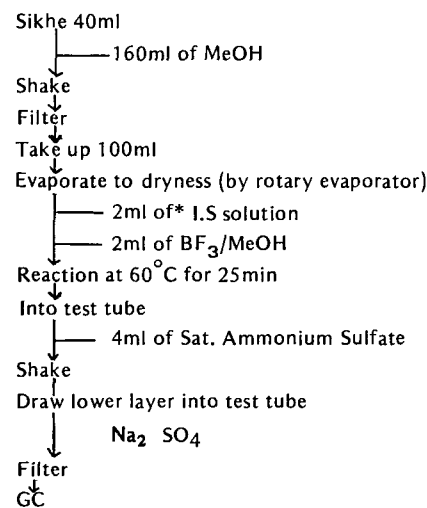 Sikhe 40ml
160ml of MeOH
Shake
Filter
Take up 100ml
Evaporate to dryness (by rotary evaporator)
2ml of* I.S solution
2ml of BF₃/MeOH
Reaction at 60°C for 25min
Into test tube
4ml of Sat. Ammonium Sulfate
Shake
Draw lower layer into test tube
Na₂ SO₄
Filter
GC